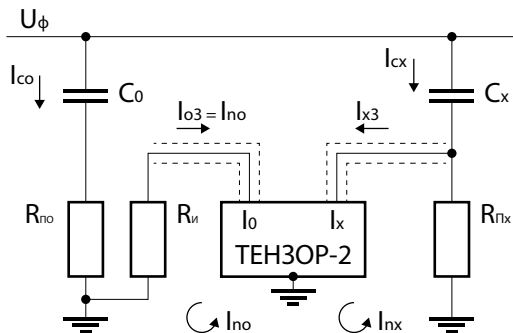 Uф
Iсо
C0
Iсх
Cх
Iо3 = Iпо
Iх3
Rпо
Rи
I0
Iх
RПх
ТЕНЗОР-2
Iпо
Iпх